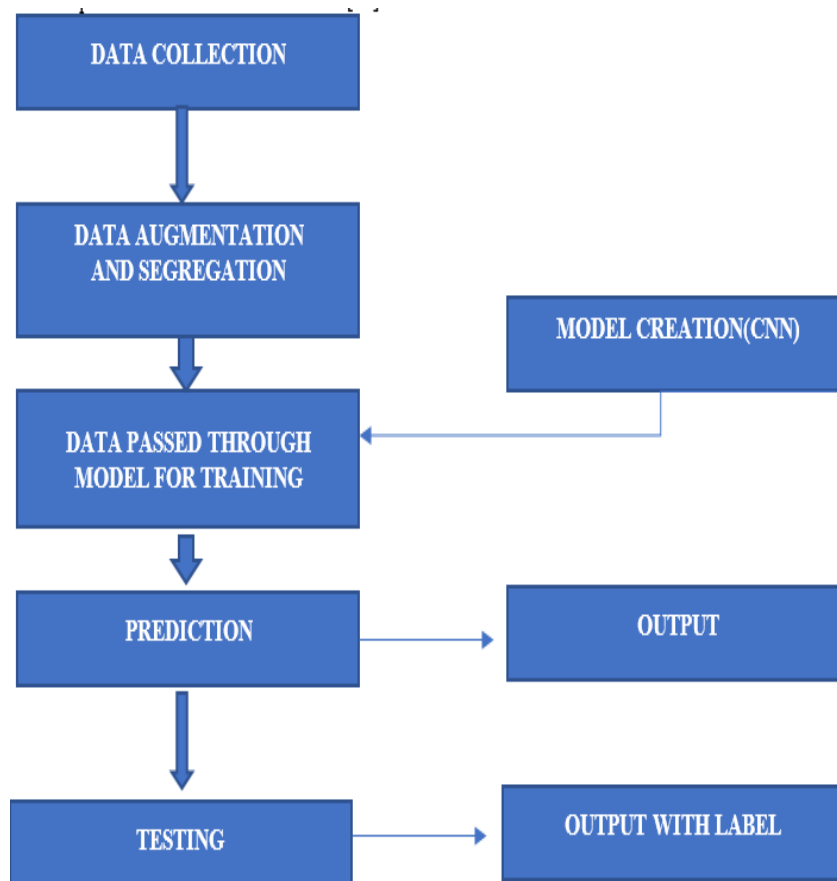 DATA COLLECTION
DATA AUGMENTATION
AND SEGREGATION
MODEL CREATION(CNN)
DATA PASSED THROUGH
MODEL FOR TRAINING
PREDICTION
OUTPUT
TESTING
OUTPUT WITH LABEL